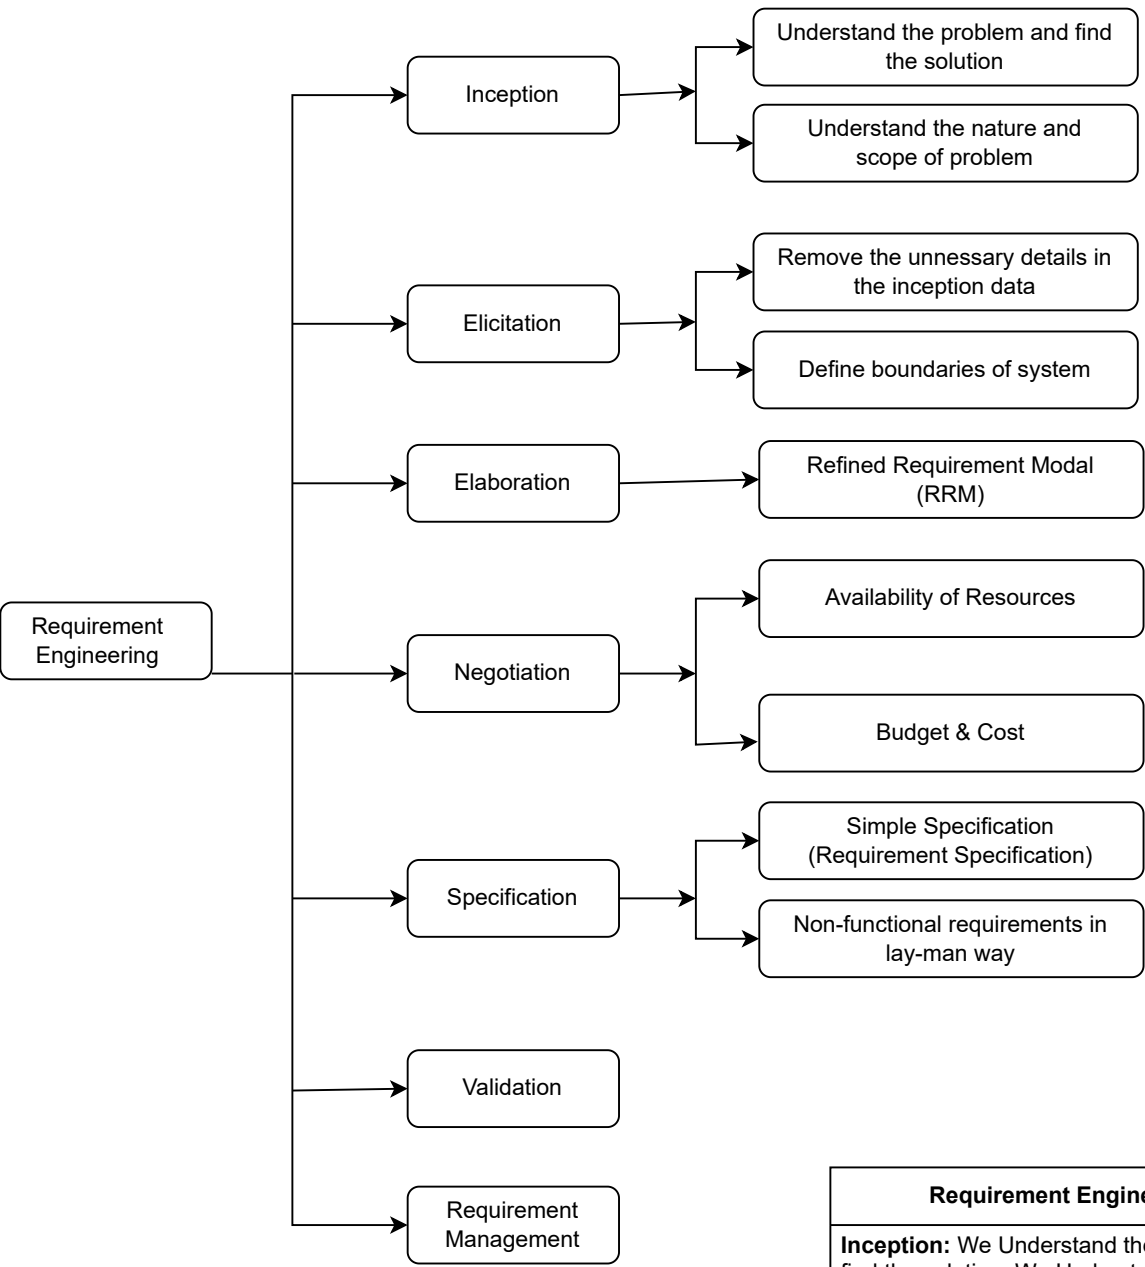 Understand the problem and find
the solution
Inception
Understand the nature and
scope of problem
Remove the unnessary details in
the inception data
Elicitation
Define boundaries of system
Elaboration
Refined Requirement Modal
(RRM)
Availability of Resources
Requirement
Engineering
Negotiation
Budget & Cost
Simple Specification
(Requirement Specification)
Specification
Non-functional requirements in
lay-man way
Validation
Requirement
Management
Requirement
Inception: We Understand